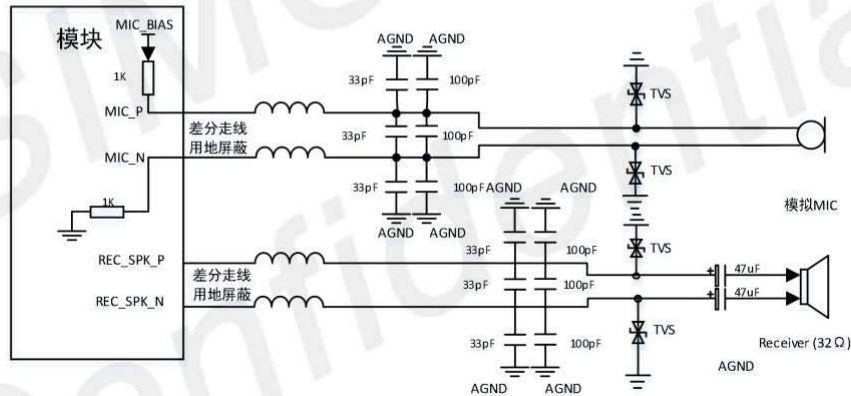 SIMCom
Confidential
模块
MIC_BIAS
1K
MIC_P
MIC_N
1K
REC_SPK_P
REC_SPK_N
差分走线
用地屏蔽
差分走线
用地屏蔽
AGND
AGND
33pF
100pF
33pF
100pF
33pF
100pF
AGND
AGND
AGND
AGND
33pF
100pF
33pF
100pF
33pF
100pF
AGND
AGND
TVS
TVS
模拟MIC
TVS
TVS
+
47uF
+
47uF
Receiver (32Ω)
AGND